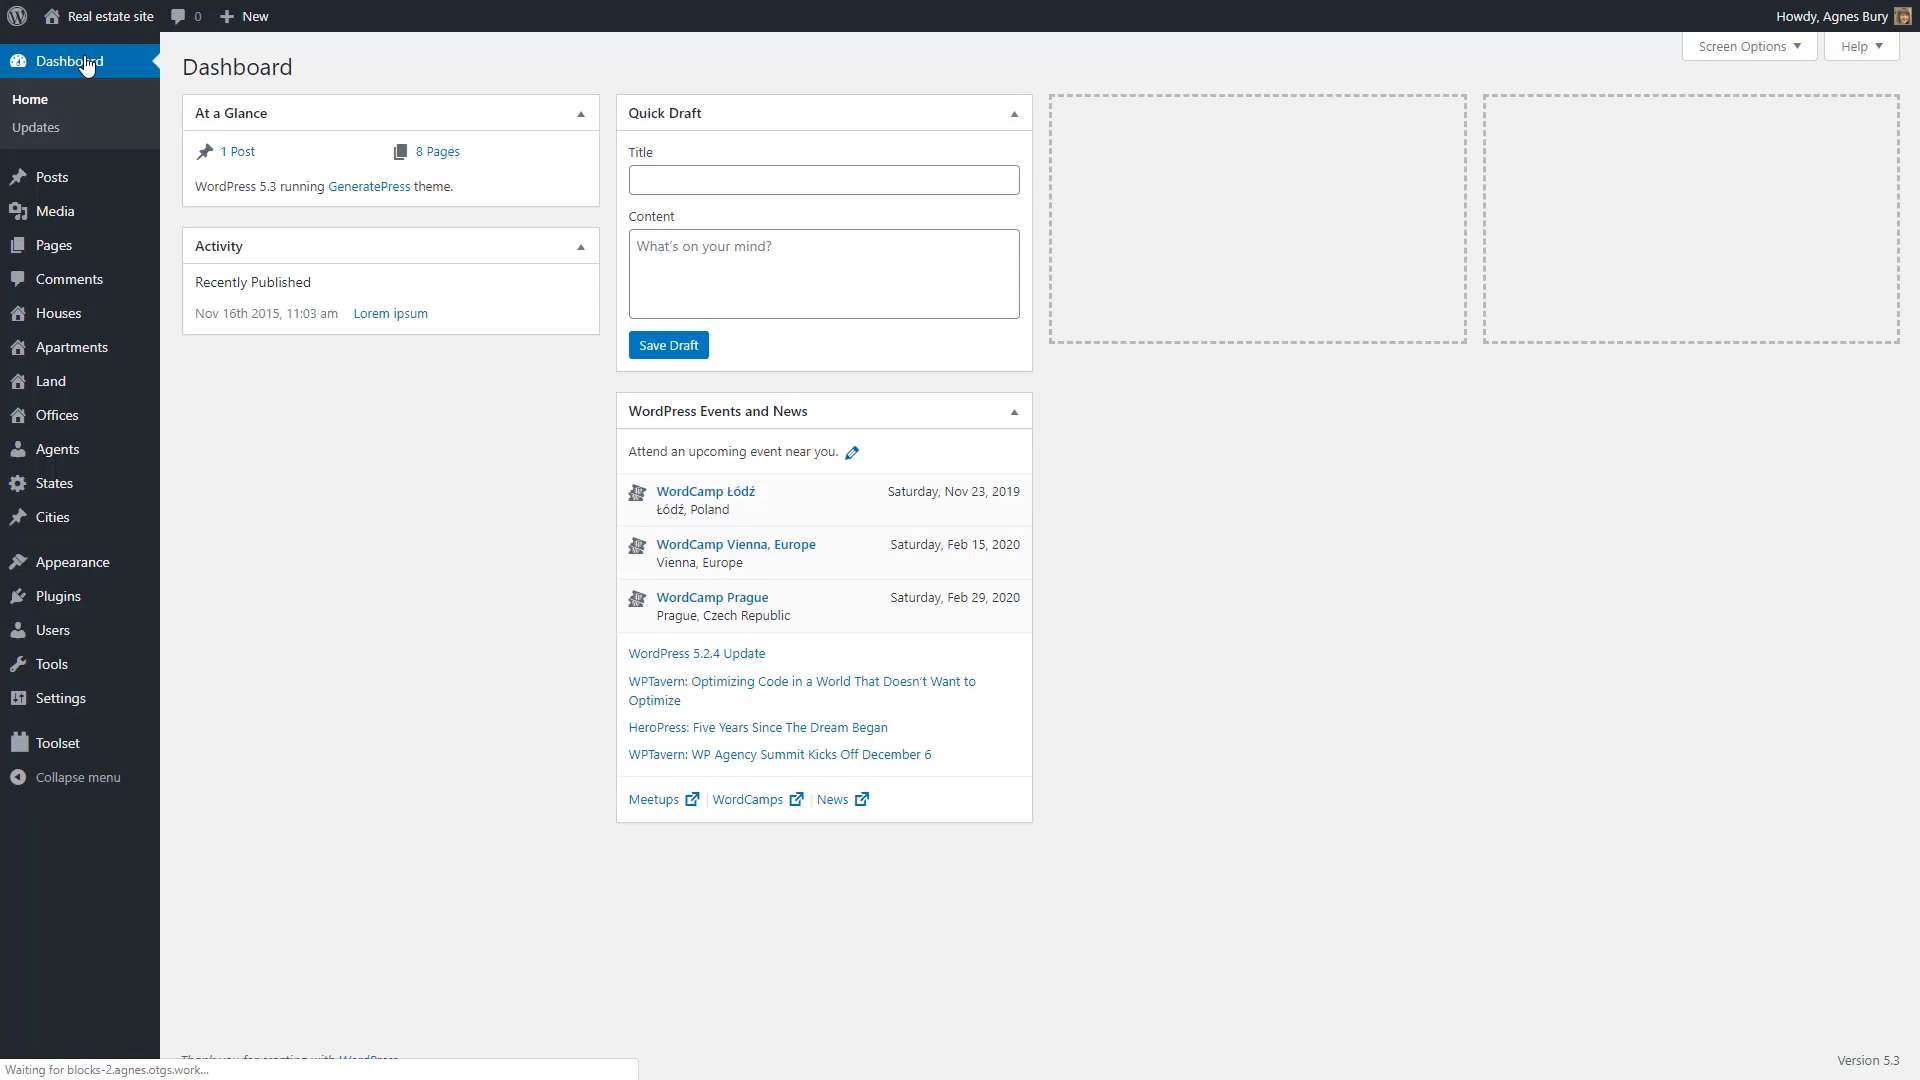 Real estate site
0
New
Howdy, Agnes Bury
Dashboard
Home
Updates
Posts
Media
Pages
Comments
Houses
Apartments
Land
Offices
Agents
States
Cities
Appearance
Plugins
Users
Tools
Settings
Toolset
Collapse menu
Screen Options
Help
Dashboard
At a Glance
1 Post
8 Pages
WordPress 5.3 running GeneratePress theme.
Activity
Recently Published
Nov 16th 2015, 11:03 am Lorem ipsum
Quick Draft
Title
Content
What's on your mind?
Save Draft
WordPress Events and News
Attend an upcoming event near you.
WordCamp Łódź Saturday, Nov 23, 2019
Łódź, Poland
WordCamp Vienna, Europe Saturday, Feb 15, 2020
Vienna, Europe
WordCamp Prague Saturday, Feb 29, 2020
Prague, Czech Republic
WordPress 5.2.4 Update
WPTavern: Optimizing Code in a World That Doesn't Want to
Optimize
HeroPress: Five Years Since The Dream Began
WPTavern: WP Agency Summit Kicks Off December 6
Meetups | WordCamps | News
Thank you for creating with WordPress
Version 5.3
Waiting for blocks-2.agnes.otgs.work...